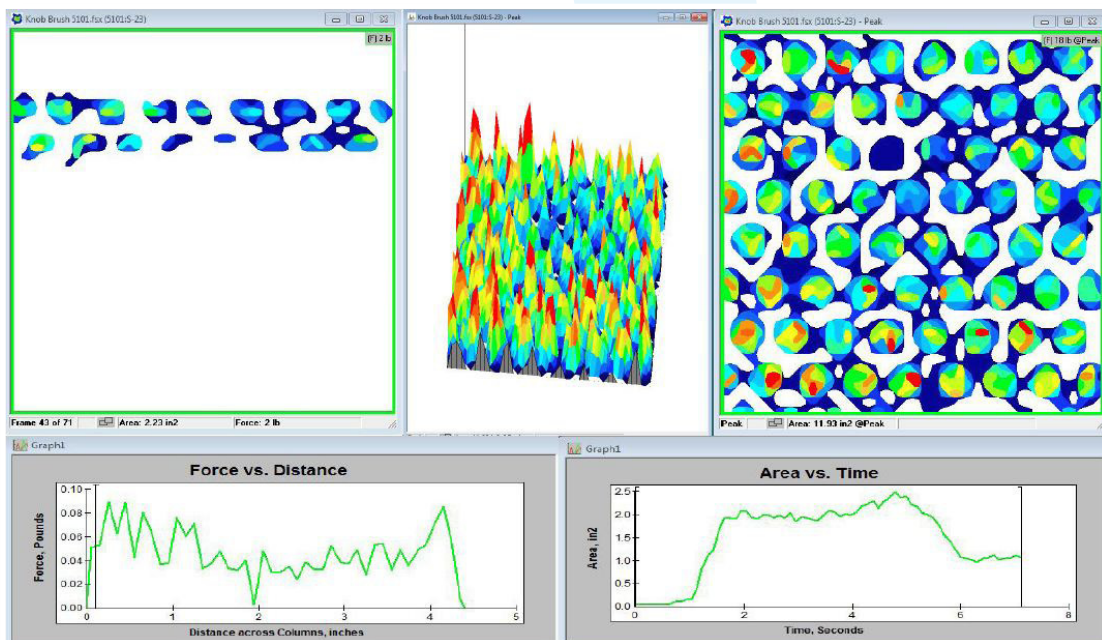 Knob Brush 5101.fsx (5101:S-23)
(F) 2 lb
Frame 43 of 71
Area: 2.23 in2
Force: 2 lb
Knob Brush 5101.fsx (5101:S-23) - Peak
Knob Brush 5101.fsx (5101:S-23) - Peak
(F) 18 lb @Peak
Peak
Area: 11.93 in2 @Peak
Graph1
Force vs. Distance
Force, Pounds
0.10
0.08
0.06
0.04
0.02
0.00
0
1
2
3
4
5
Distance across Columns, inches
Graph1
Area vs. Time
Area, in2
2.5
2.0
1.5
1.0
0.5
0.0
0
2
4
6
8
Time, Seconds